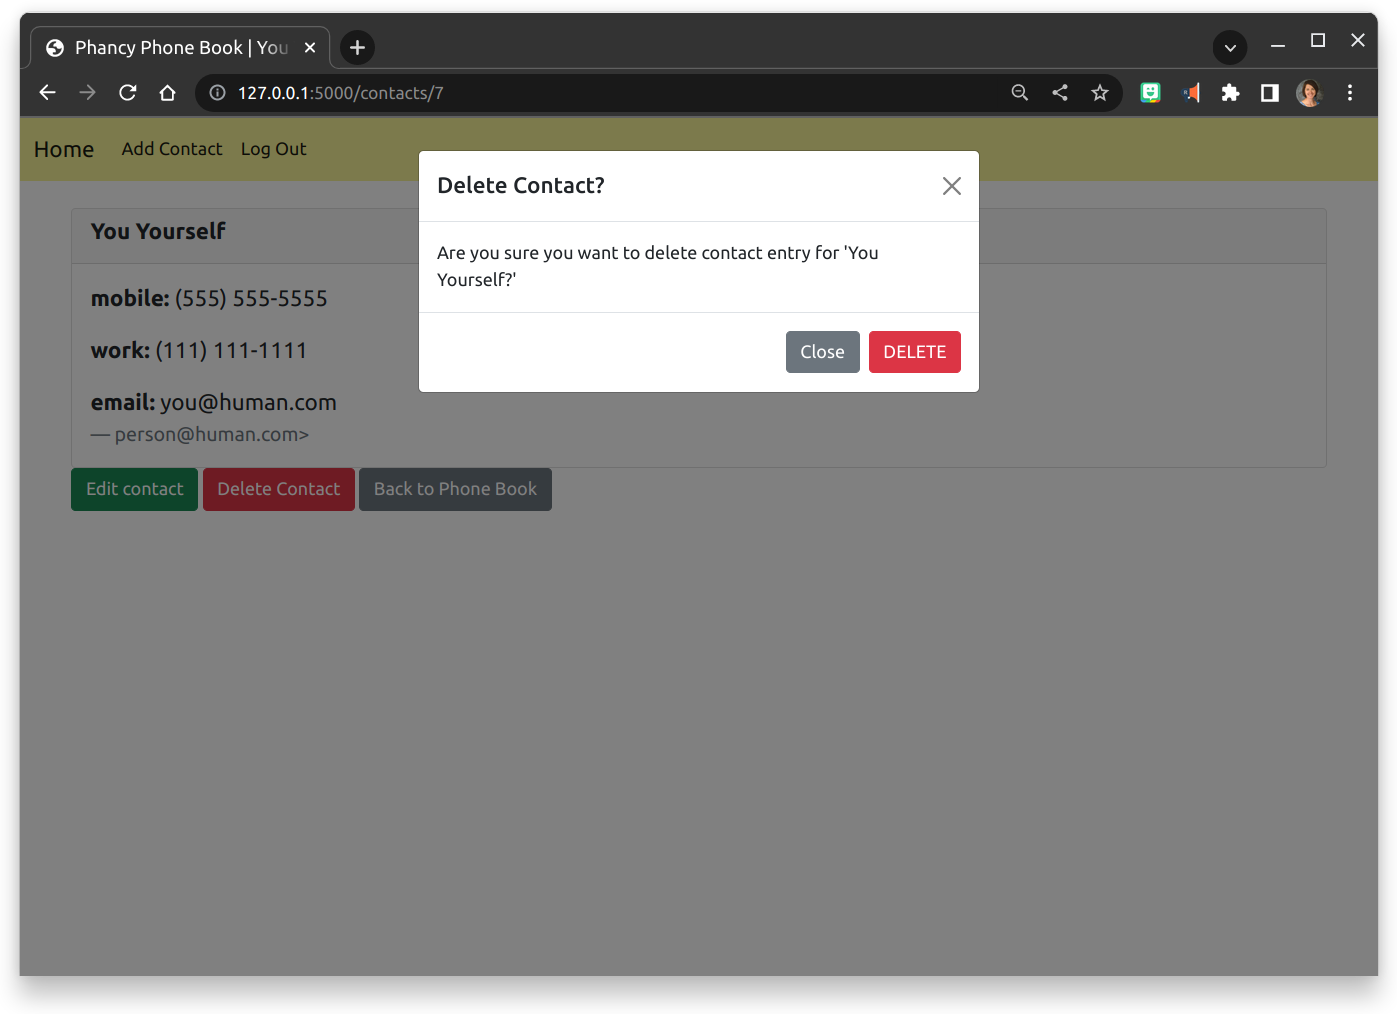 Phancy Phone Book | You
127.0.0.1:5000/contacts/7
Home Add Contact Log Out
Delete Contact?
Are you sure you want to delete contact entry for 'You
Yourself?'
Close DELETE
You Yourself
mobile: (555) 555-5555
work: (111) 111-1111
email: you@human.com
— person@human.com>
Edit contact Delete Contact Back to Phone Book